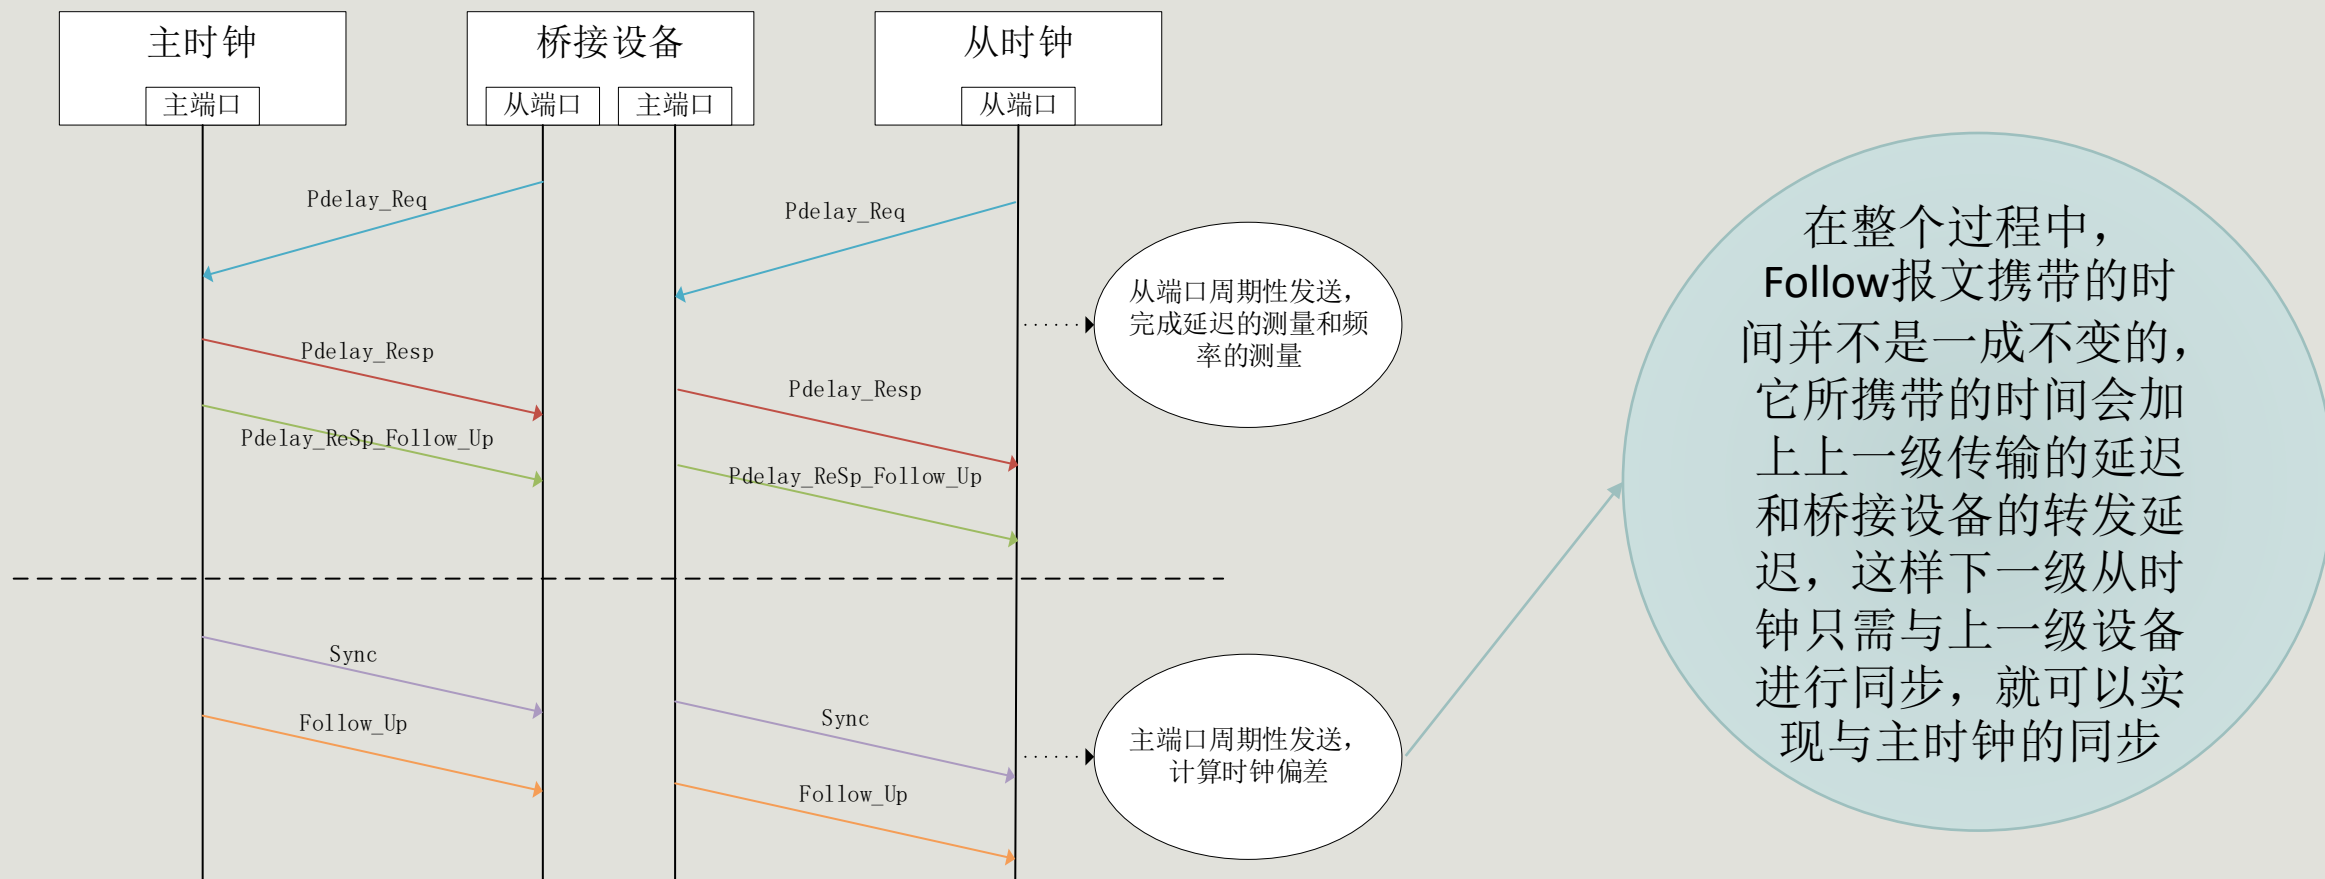 主时钟
桥接设备
从时钟
主端口
从端口
主端口
从端口
Pdelay_Req
Pdelay_Req
Pdelay_Resp
Pdelay_Resp
Pdelay_ReSp_Follow_Up
Pdelay_ReSp_Follow_Up
从端口周期性发送，
完成延迟的测量和频
率的测量
Sync
Sync
Follow_Up
Follow_Up
主端口周期性发送，
计算时钟偏差
在整个过程中，
Follow报文携带的时
间并不是一成不变的，
它所携带的时间会加
上上一级传输的延迟
和桥接设备的转发延
迟，这样下一级从时
钟只需与上一级设备
进行同步，就可以实
现与主时钟的同步